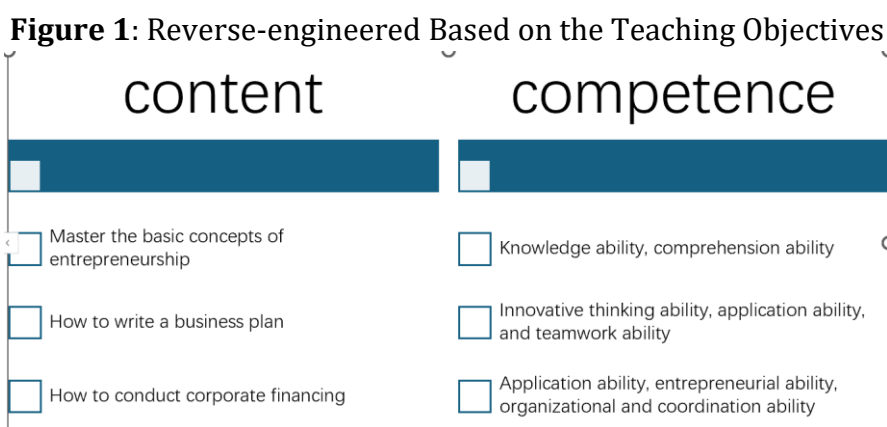 Figure 1: Reverse-engineered Based on the Teaching Objectives
content
competence
Master the basic concepts of
entrepreneurship
Knowledge ability, comprehension ability
How to write a business plan
Innovative thinking ability, application ability,
and teamwork ability
How to conduct corporate financing
Application ability, entrepreneurial ability,
organizational and coordination ability